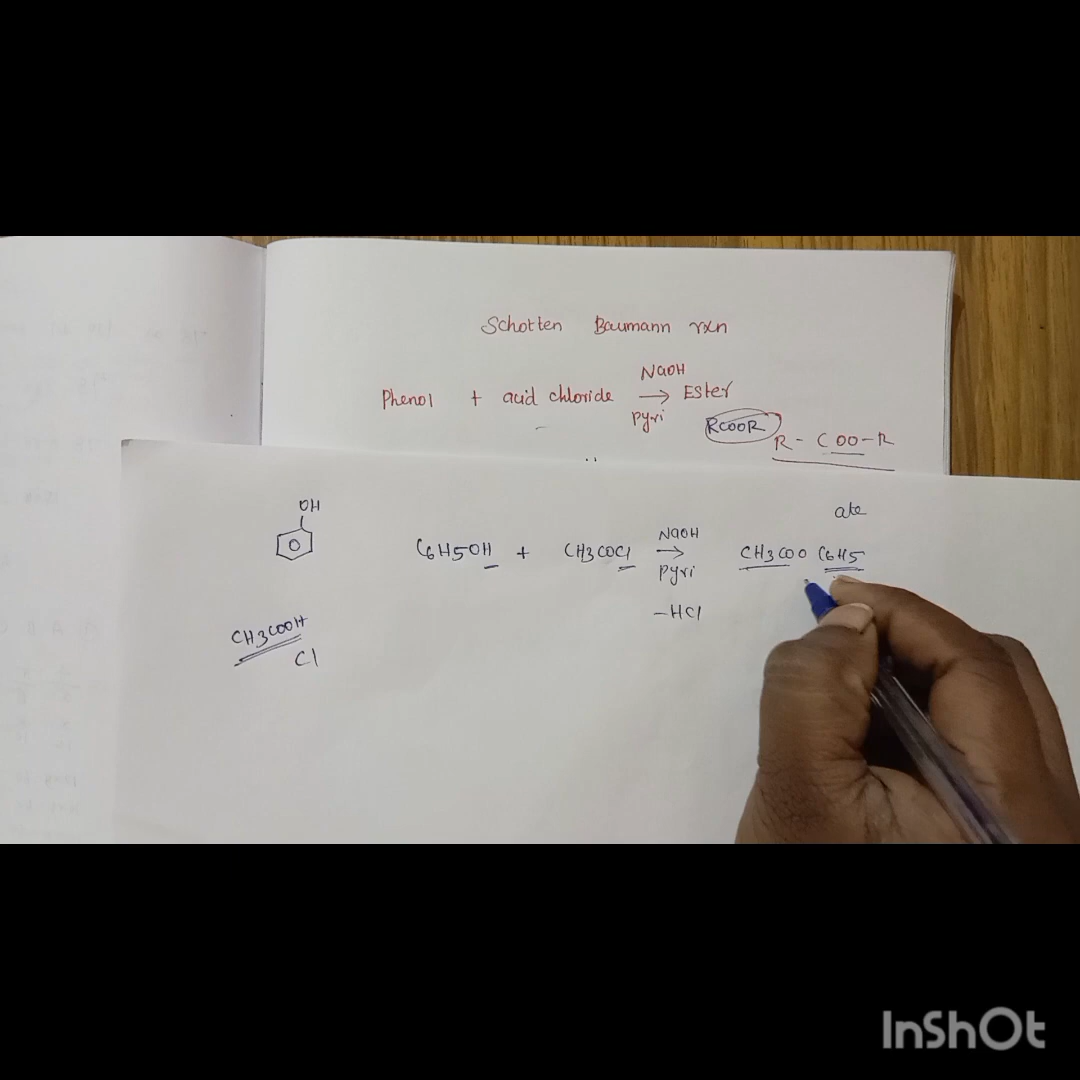 Schotten Baumann rxn
NaOH
Phenol + acid chloride → Ester
pyri
RCOOR
R - COO-R
OH
ate
NaOH
C6H5OH + CH3COCl → CH3COO C6H5
pyri
-HCl
CH3COOH
Cl
InShOt